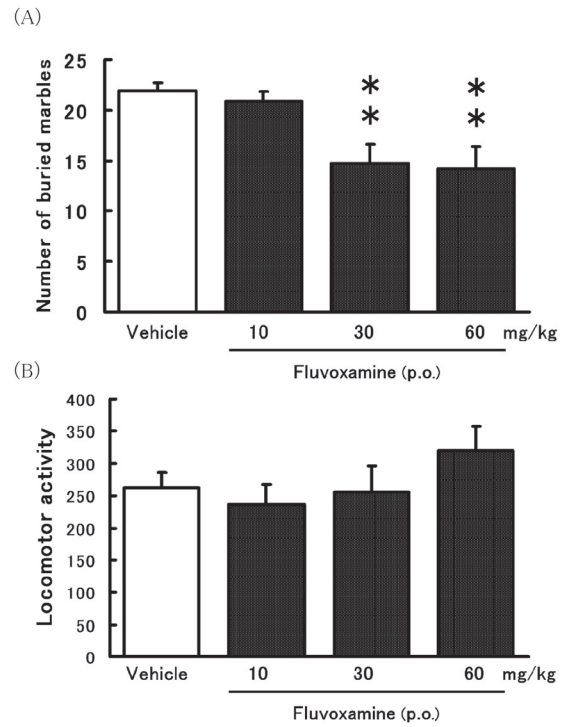 (A)
Number of buried marbles
25
20
15
10
5
0
* *
* *
Vehicle 10 30 60 mg/kg
Fluvoxamine (p.o.)
(B)
Locomotor activity
400
350
300
250
200
150
100
50
0
Vehicle 10 30 60 mg/kg
Fluvoxamine (p.o.)